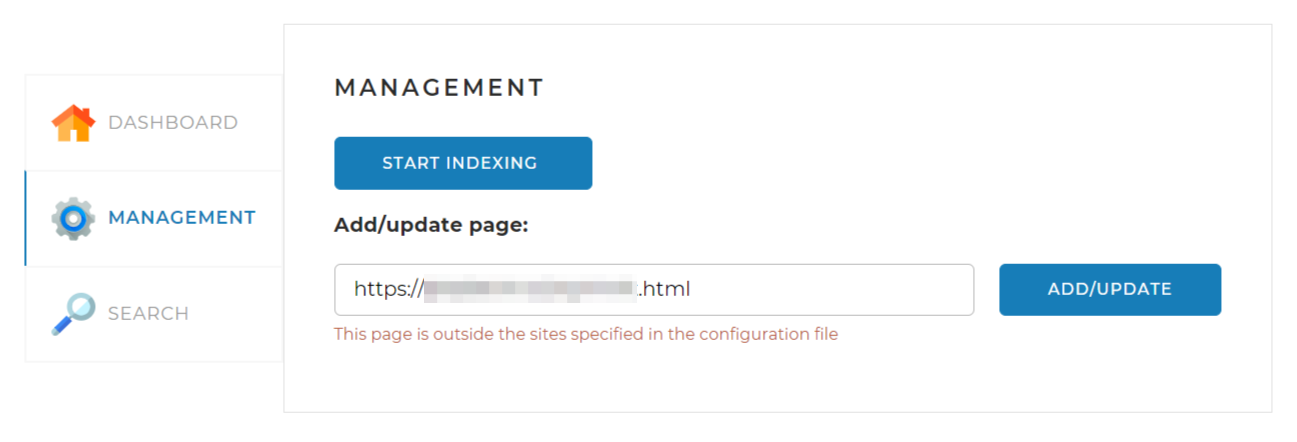 DASHBOARD
MANAGEMENT
SEARCH
MANAGEMENT
START INDEXING
Add/update page:
https:// .html
ADD/UPDATE
This page is outside the sites specified in the configuration file